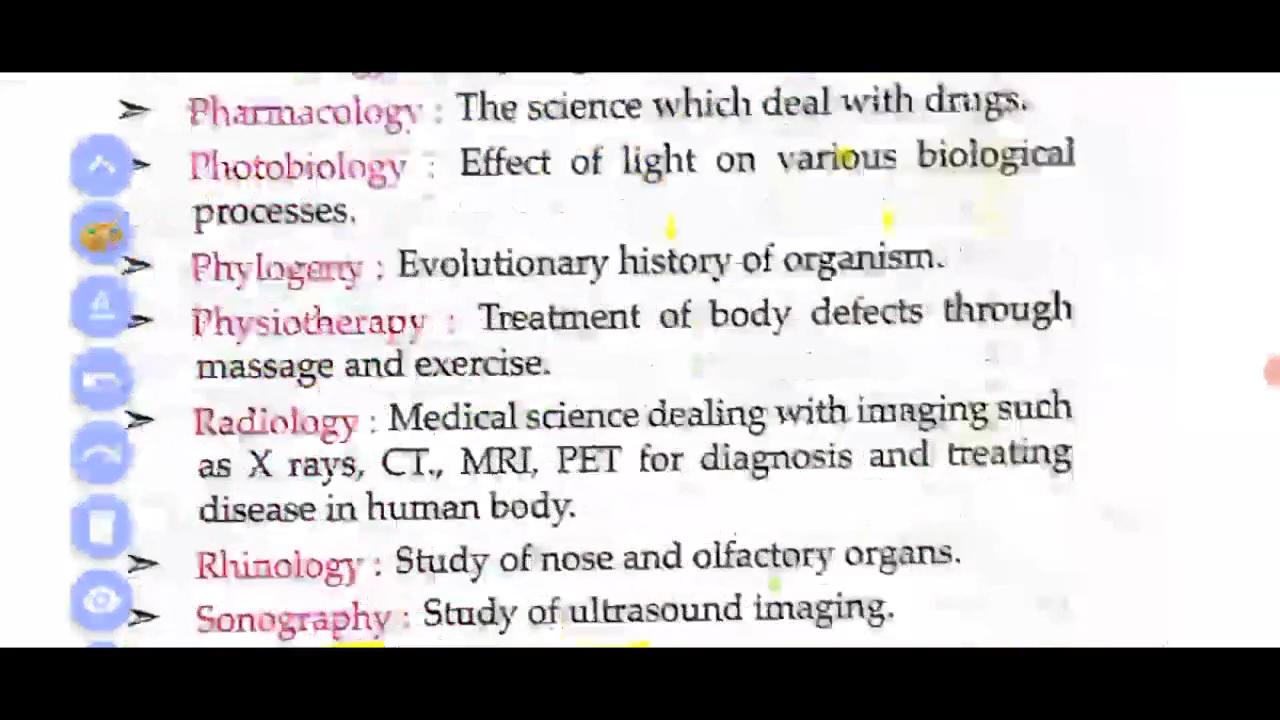 ➢ Pharmacology : The science which deal with drugs.
➢ Photobiology : Effect of light on various biological
processes.
➢ Phylogeny : Evolutionary history of organism.
➢ Physiotherapy : Treatment of body defects through
massage and exercise.
➢ Radiology : Medical science dealing with imaging such
as X rays, CT., MRI, PET for diagnosis and treating
disease in human body.
➢ Rhinology : Study of nose and olfactory organs.
➢ Sonography : Study of ultrasound imaging.